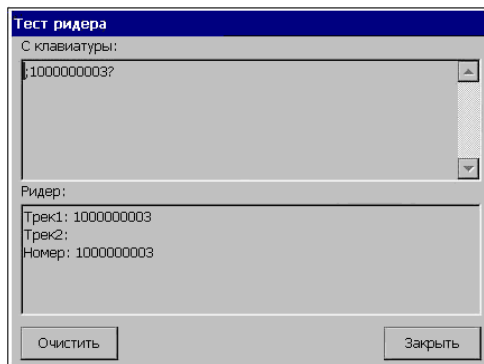 Тест ридера
С клавиатуры:
;1000000003?
Ридер:
Трек1: 1000000003
Трек2:
Номер: 1000000003
Очистить
Закрыть